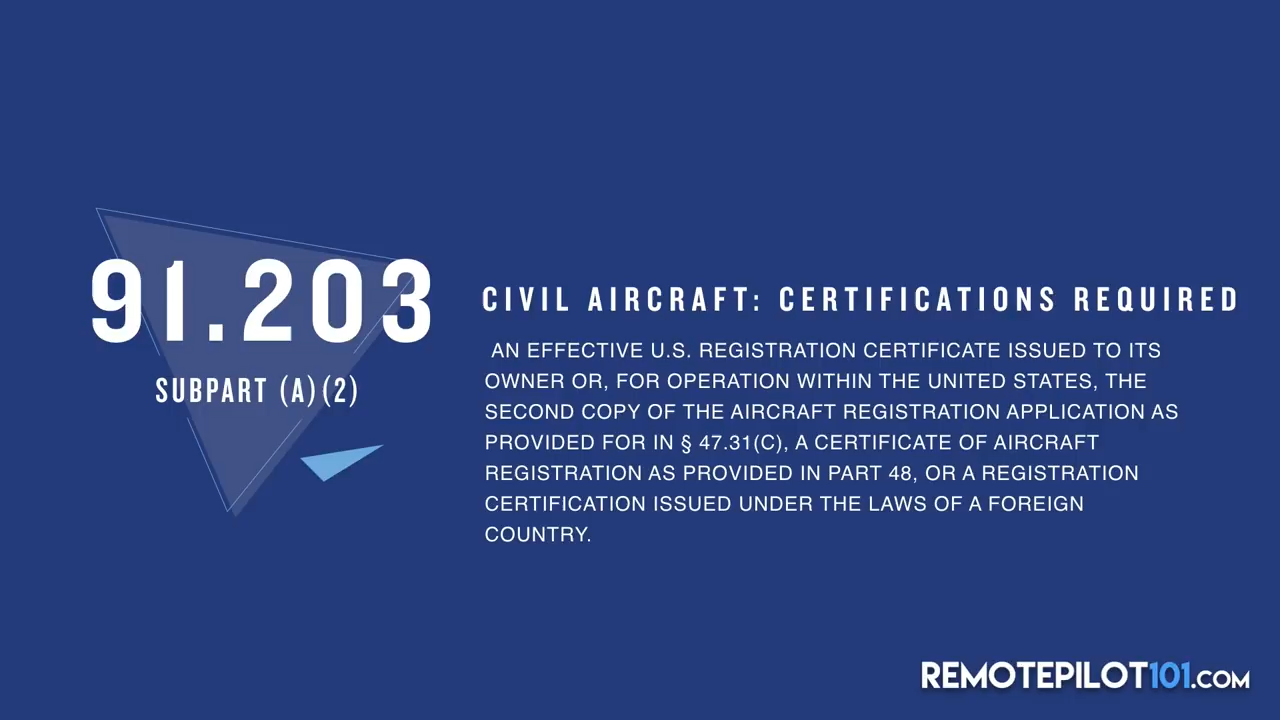 91.203
SUBPART (A)(2)
CIVIL AIRCRAFT: CERTIFICATIONS REQUIRED
AN EFFECTIVE U.S. REGISTRATION CERTIFICATE ISSUED TO ITS
OWNER OR, FOR OPERATION WITHIN THE UNITED STATES, THE
SECOND COPY OF THE AIRCRAFT REGISTRATION APPLICATION AS
PROVIDED FOR IN § 47.31(C), A CERTIFICATE OF AIRCRAFT
REGISTRATION AS PROVIDED IN PART 48, OR A REGISTRATION
CERTIFICATION ISSUED UNDER THE LAWS OF A FOREIGN
COUNTRY.
REMOTEPILOT101.COM